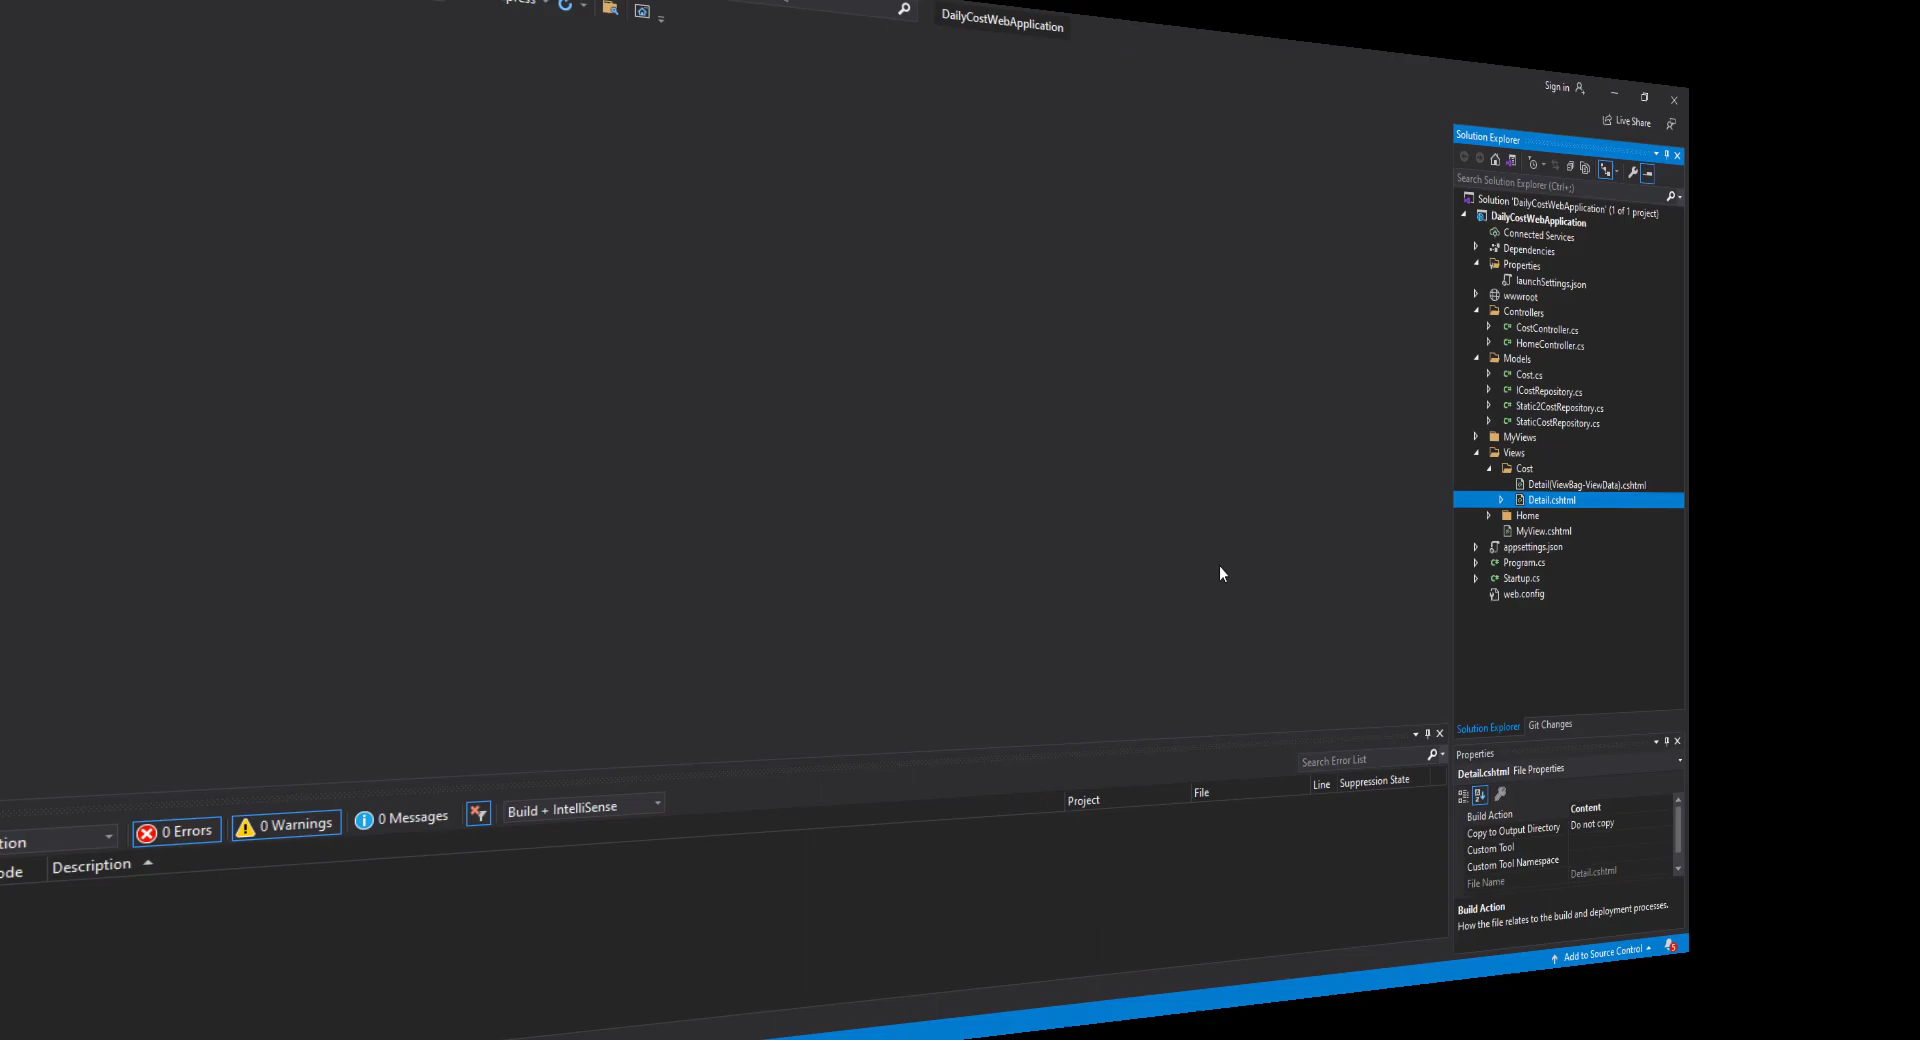 DailyCostWebApplication
Sign in
Live Share
Solution Explorer
Search Solution Explorer (Ctrl+;)
Solution 'DailyCostWebApplication' (1 of 1 project)
DailyCostWebApplication
Connected Services
Dependencies
Properties
launchSettings.json
wwwroot
Controllers
CostController.cs
HomeController.cs
Models
Cost.cs
ICostRepository.cs
Static2CostRepository.cs
StaticCostRepository.cs
MyViews
Views
Cost
Detail(ViewBag-ViewData).cshtml
Detail.cshtml
Home
MyView.cshtml
appsettings.json
Program.cs
Startup.cs
web.config
Solution Explorer Git Changes
Properties
Detail.cshtml File Properties
Build Action Content
Copy to Output Directory Do not copy
Custom Tool
Custom Tool Namespace
File Name Detail.cshtml
Build Action
How the file relates to the build and deployment processes.
Search Error List
tion 0 Errors 0 Warnings 0 Messages Build + IntelliSense
ode Description Project File Line Suppression State
Add to Source Control 5